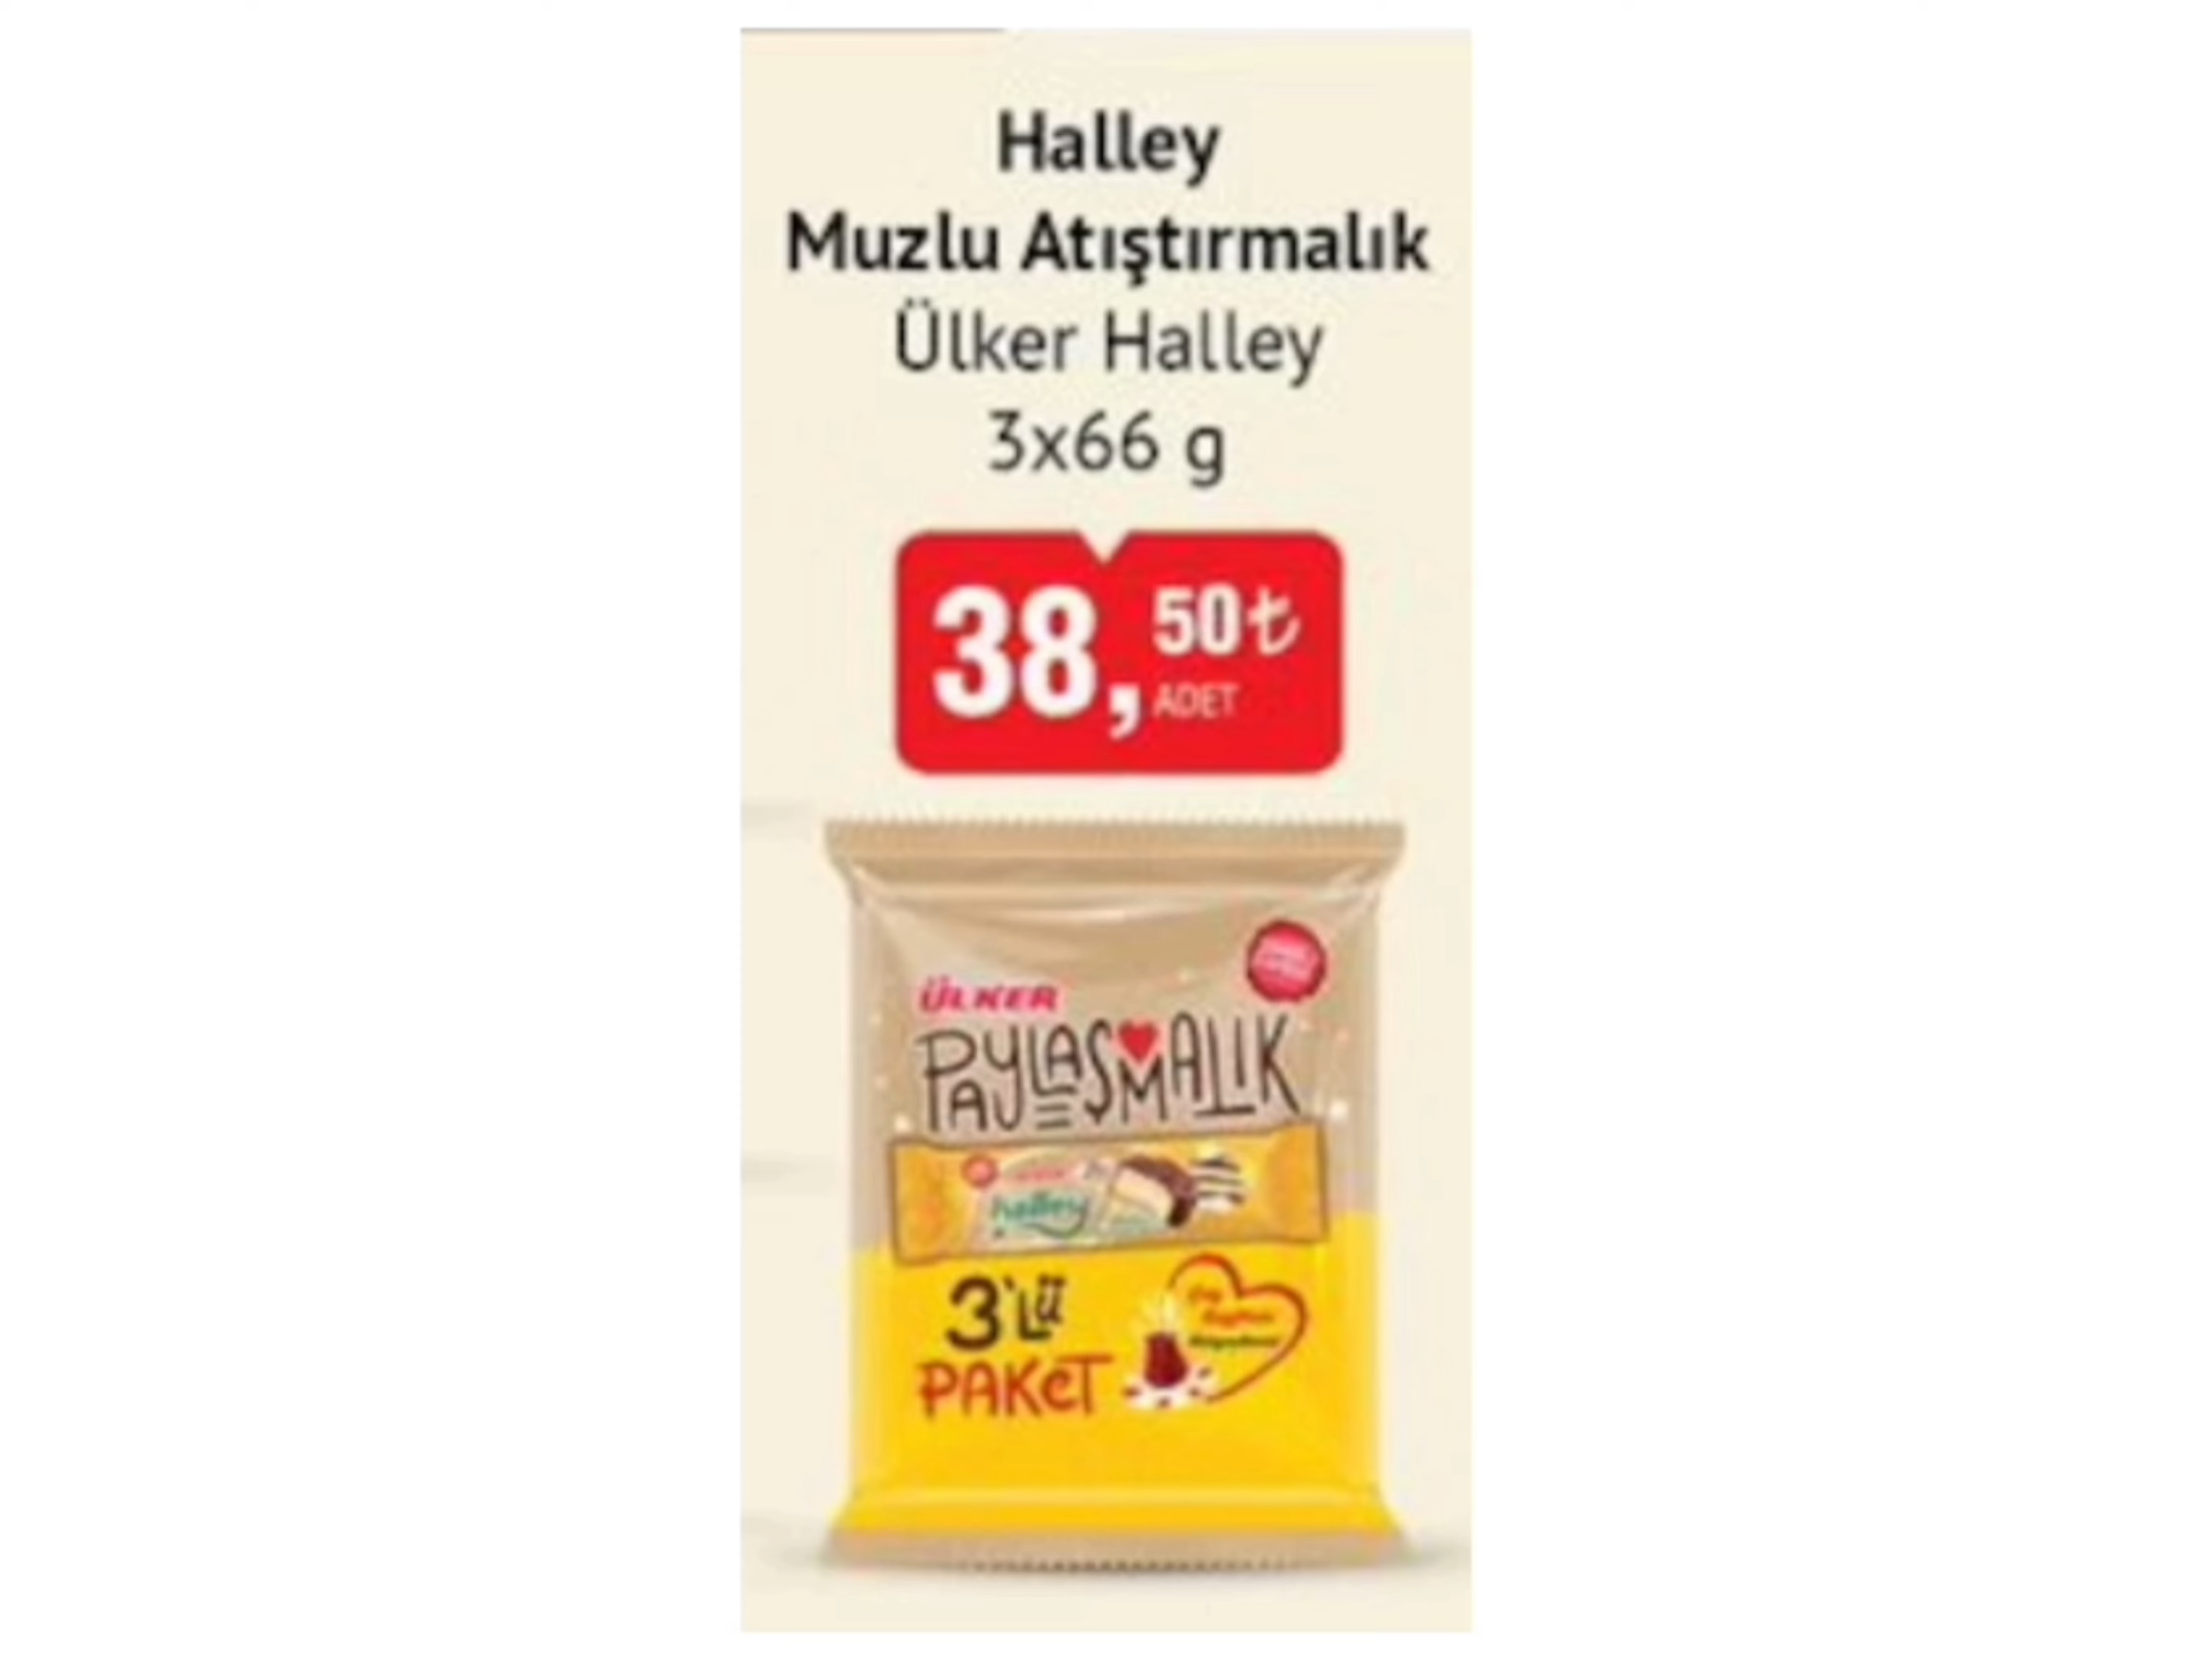 Halley
Muzlu Atıştırmalık
Ülker Halley
3x66 g
38,50₺
ADET
ÜLKER
PAYLAŞMALIK
halley
3'lü
PAKET